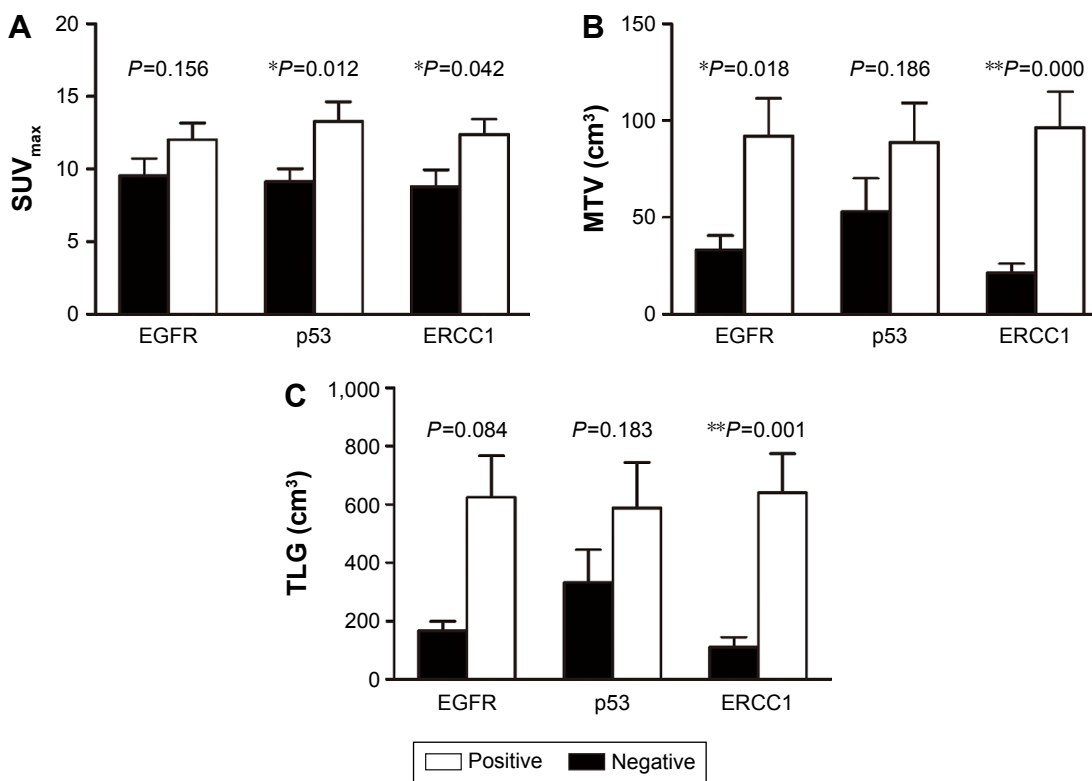 A
20
15
10
5
0
SUVmax
P=0.156 *P=0.012 *P=0.042
EGFR p53 ERCC1
B
150
100
50
0
MTV (cm³)
*P=0.018 P=0.186 **P=0.000
EGFR p53 ERCC1
C
1,000
800
600
400
200
0
TLG (cm³)
P=0.084 P=0.183 **P=0.001
EGFR p53 ERCC1
Positive Negative